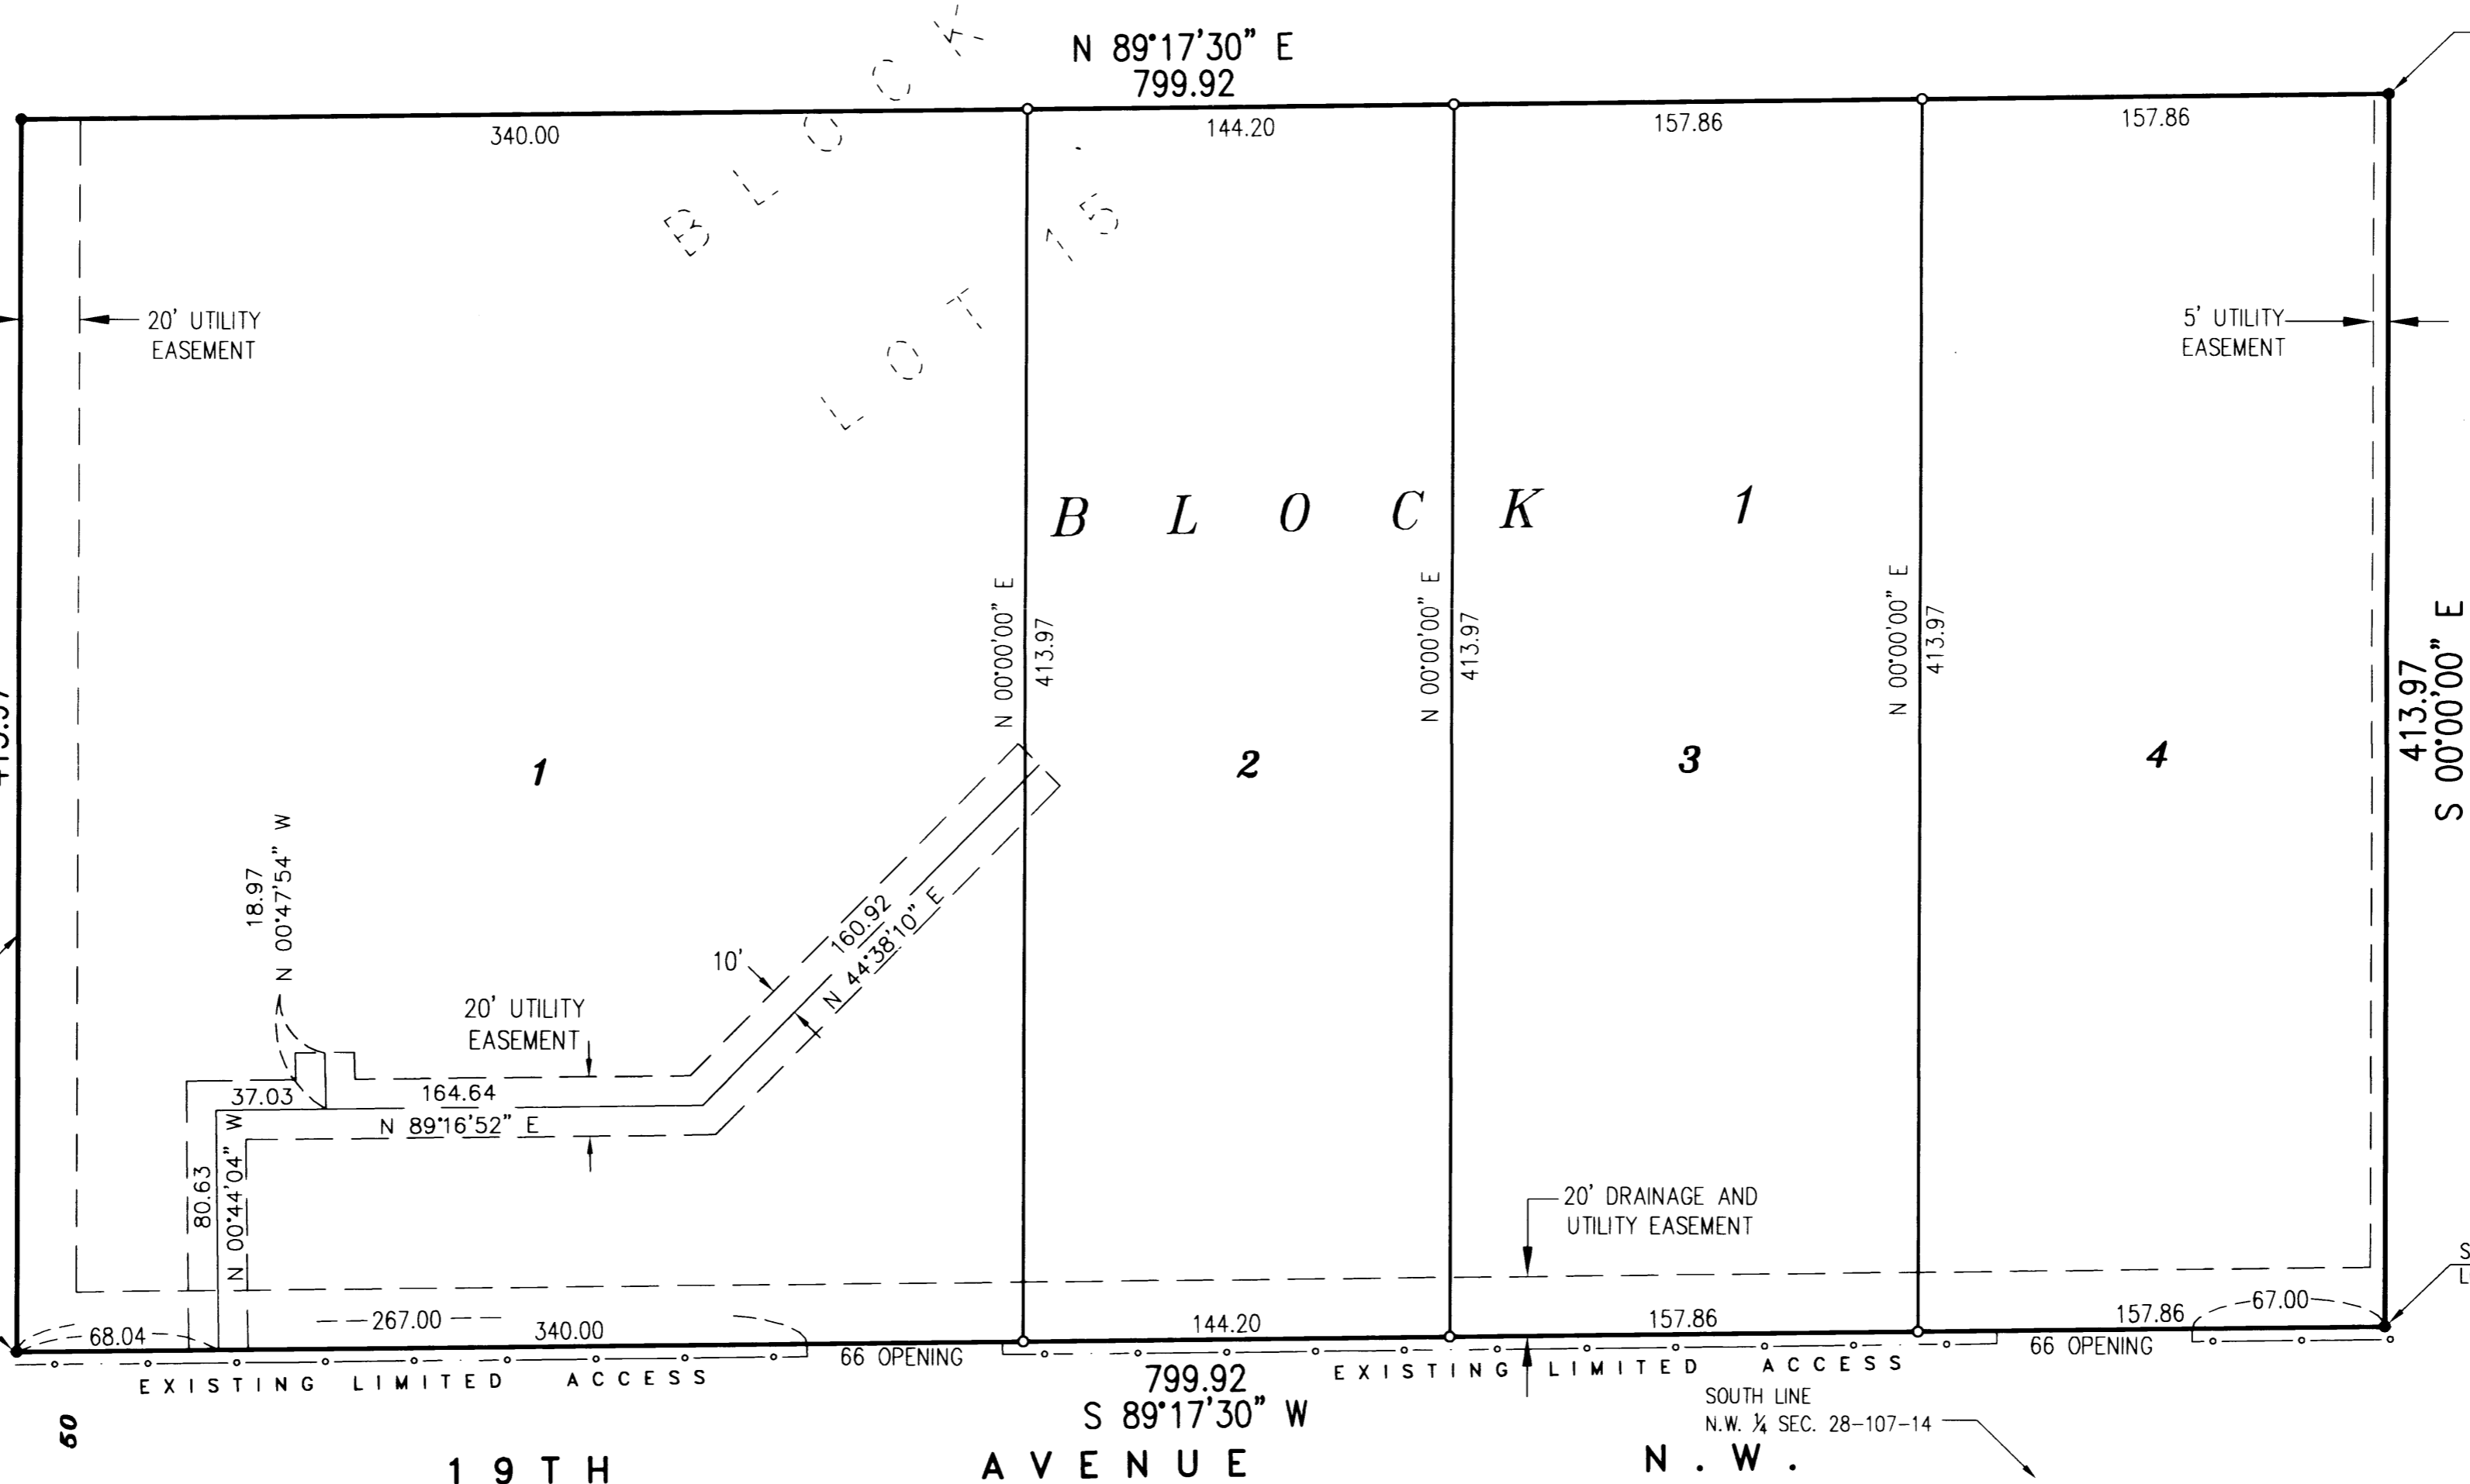 N 89°17'30" E
799.92
340.00
144.20
157.86
157.86
BLOCK
LOT 15
20' UTILITY
EASEMENT
5' UTILITY
EASEMENT
BLOCK 1
N 00°00'00" E
413.97
N 00°00'00" E
413.97
N 00°00'00" E
413.97
413.97
S 00°00'00" E
1
2
3
4
18.97
N 00°47'54" W
160.92
N 44°38'10" E
10'
20' UTILITY
EASEMENT
37.03
164.64
N 89°16'52" E
80.63
N 00°44'04" W
20' DRAINAGE AND
UTILITY EASEMENT
68.04
267.00
340.00
144.20
157.86
157.86
67.00
66 OPENING
66 OPENING
EXISTING LIMITED ACCESS
EXISTING LIMITED ACCESS
799.92
S 89°17'30" W
SOUTH LINE
N.W. ¼ SEC. 28-107-14
60
19TH AVENUE N.W.